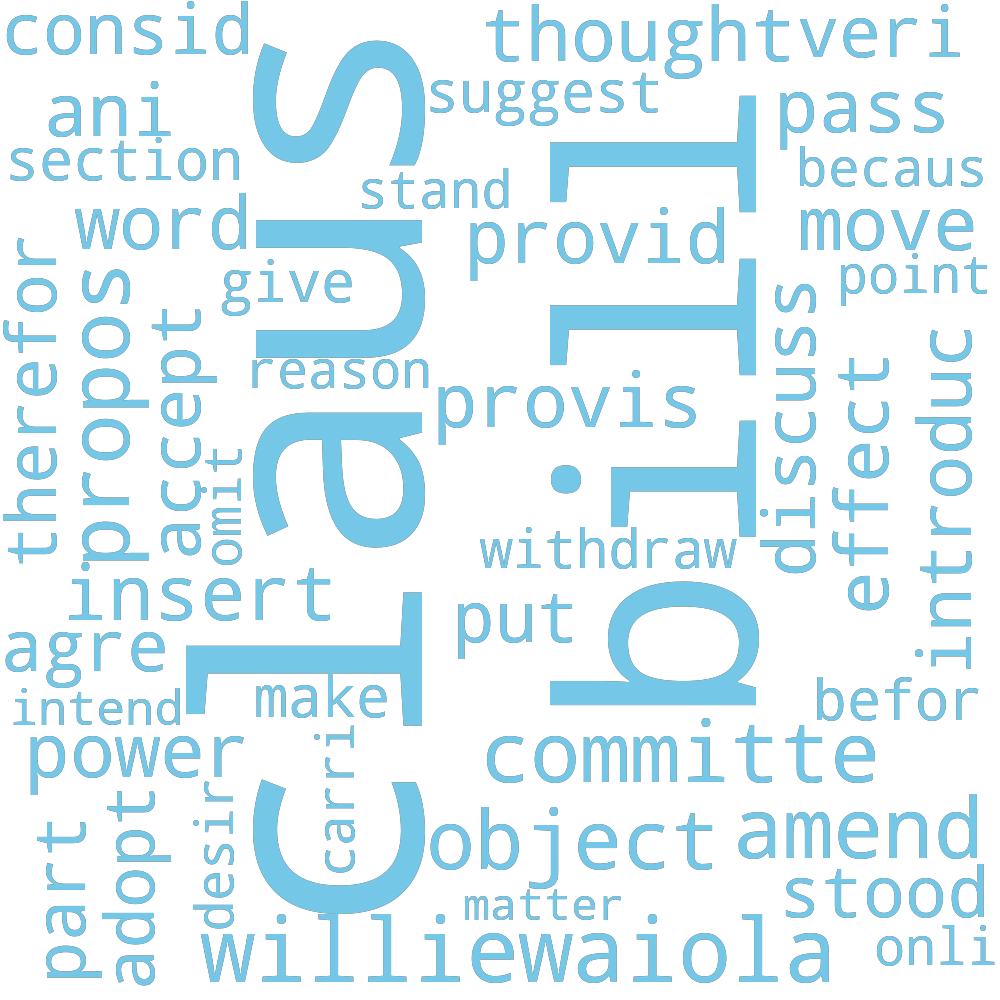 consid
thought
veri
suggest
ani
pass
section
becaus
stand
word
provid
move
give
point
therefor
propos
accept
reason
provis
discuss
effect
introduc
omit
claus
bill
withdraw
insert
put
agre
intend
make
befor
power
carri
committe
part
adopt
desir
object
amend
matter
stood
williewaiola
onli